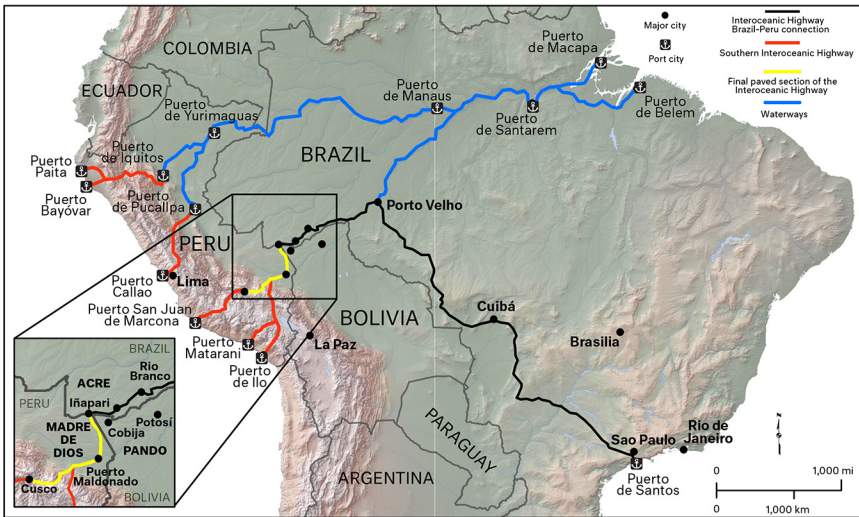 COLOMBIA
ECUADOR
Puerto
de Yurimaguas
Puerto
de Iquitos
Puerto
Paita
Puerto
Bayóvar
Puerto
de Pucallpa
PERU
Puerto
Callao
Lima
Puerto San Juan
de Marcona
Puerto
Matarani
Puerto
de Ilo
La Paz
BOLIVIA
BRAZIL
Puerto
de Manaus
Puerto
de Macapa
Puerto
de Santarem
Puerto
de Belem
Porto Velho
Cuibá
Brasilia
PARAGUAY
ARGENTINA
Sao Paulo
Rio de
Janeiro
Puerto
de Santos
Major city
Port city
Interoceanic Highway
Brazil-Peru connection
Southern Interoceanic Highway
Final paved section of the
Interoceanic Highway
Waterways
N
0
1,000 mi
0
1,000 km
BRAZIL
ACRE
Rio
Branco
PERU
Iñapari
MADRE
DE
DIOS
Cobija
Potosí
PANDO
Puerto
Maldonado
Cusco
BOLIVIA